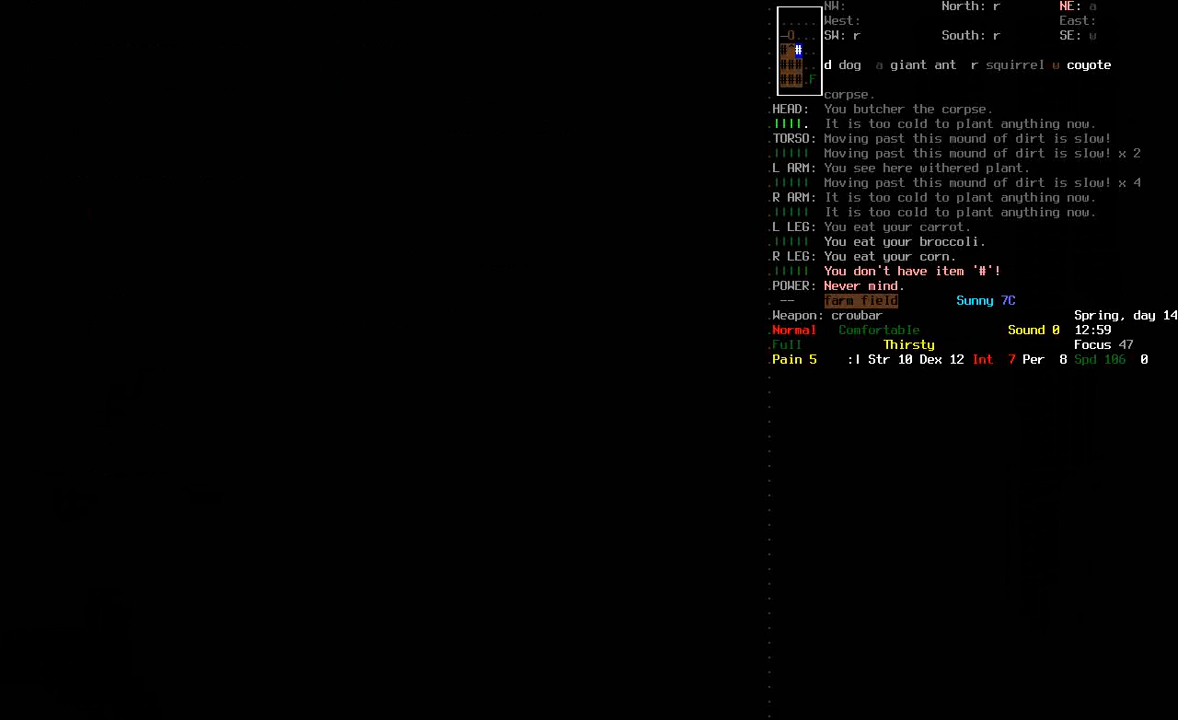 NW: North: r NE: a
West: East:
SW: r South: r SE: w
d dog a giant ant r squirrel w coyote
corpse.
HEAD: You butcher the corpse.
||||. It is too cold to plant anything now.
TORSO: Moving past this mound of dirt is slow!
||||| Moving past this mound of dirt is slow! x 2
L ARM: You see here withered plant.
||||| Moving past this mound of dirt is slow! x 4
R ARM: It is too cold to plant anything now.
||||| It is too cold to plant anything now.
L LEG: You eat your carrot.
||||| You eat your broccoli.
R LEG: You eat your corn.
||||| You don't have item '#'!
POWER: Never mind.
-- farm field Sunny 7C
Weapon: crowbar Spring, day 14
Normal Comfortable Sound 0 12:59
Full Thirsty Focus 47
Pain 5 :| Str 10 Dex 12 Int 7 Per 8 Spd 106 0